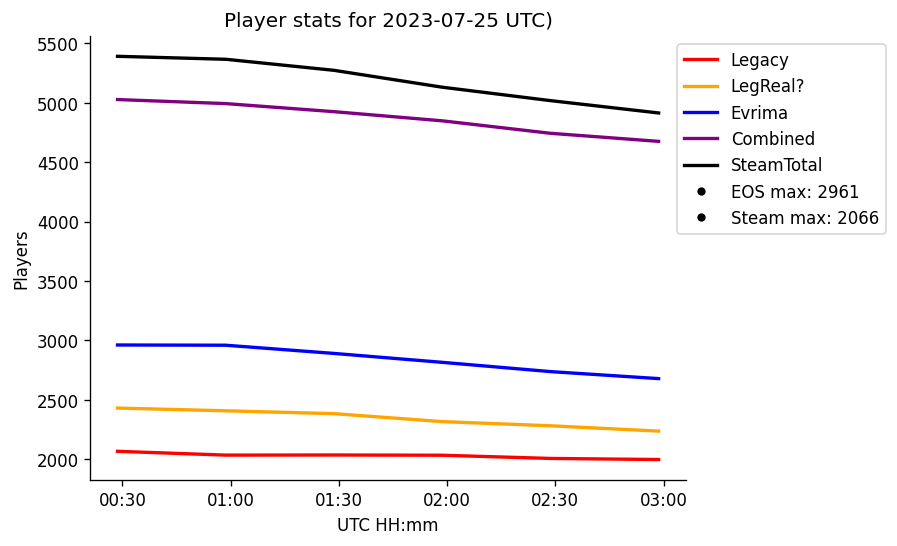 Player stats for 2023-07-25 UTC)
5500
5000
4500
4000
3500
3000
2500
2000
Players
00:30 01:00 01:30 02:00 02:30 03:00
UTC HH:mm
Legacy
LegReal?
Evrima
Combined
SteamTotal
EOS max: 2961
Steam max: 2066